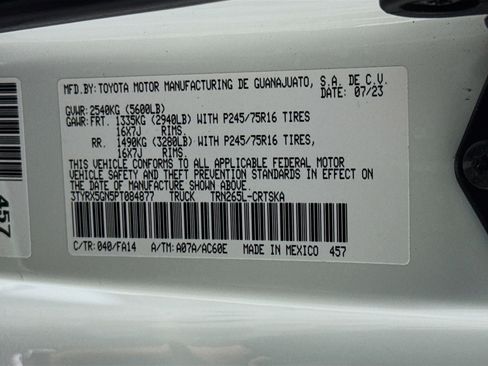 MFD.BY:TOYOTA MOTOR MANUFACTURING DE GUANAJUATO, S.A. DE C.V.
DATE: 07/23
GVWR:2540KG (5600LB)
GAWR:FRT. 1335KG (2940LB) WITH P245/75R16 TIRES
16X7J RIMS.
RR. 1490KG (3280LB) WITH P245/75R16 TIRES,
16X7J RIMS.
THIS VEHICLE CONFORMS TO ALL APPLICABLE FEDERAL MOTOR
VEHICLE SAFETY AND THEFT PREVENTION STANDARDS IN EFFECT
ON THE DATE OF MANUFACTURE SHOWN ABOVE.
3TYRX5GN5PT084877 TRUCK TRN265L-CRTSKA
C/TR:040/FA14 A/TM:A07A/AC60E MADE IN MEXICO 457
457